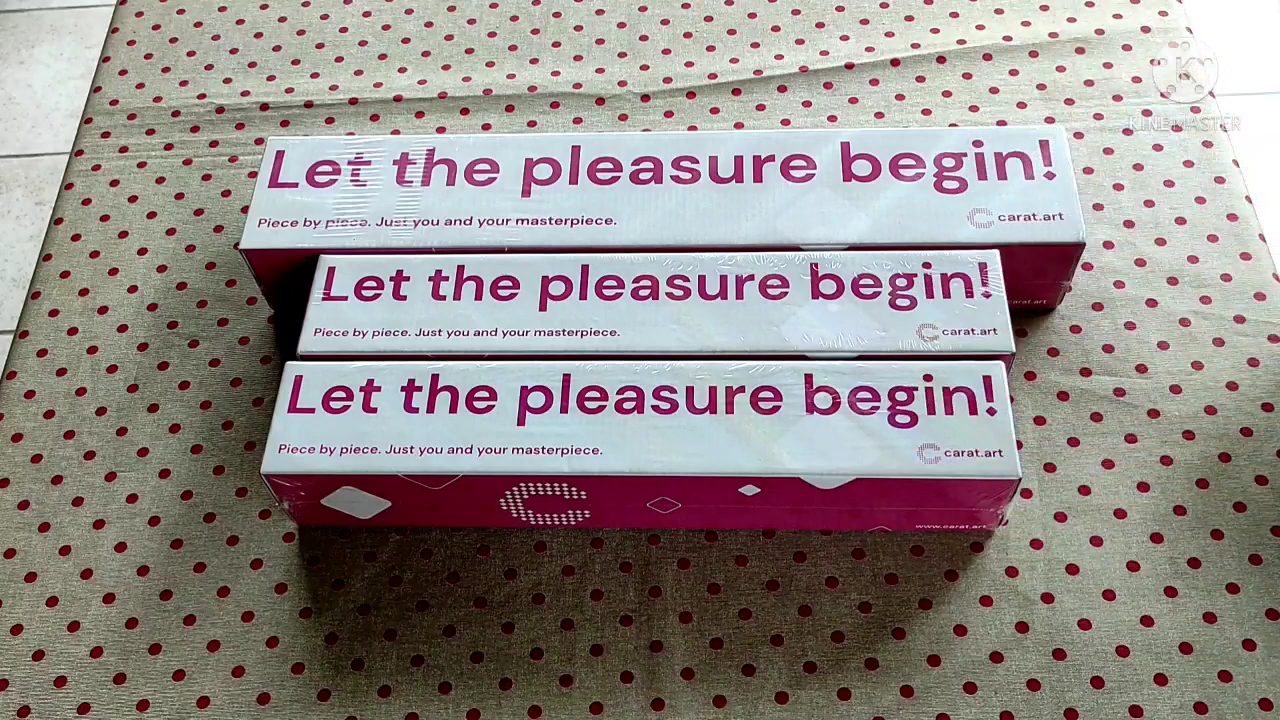 KINEMASTER
Let the pleasure begin!
Piece by piece. Just you and your masterpiece.
carat.art
carat.art
Let the pleasure begin!
Piece by piece. Just you and your masterpiece.
carat.art
Let the pleasure begin!
Piece by piece. Just you and your masterpiece.
carat.art
www.carat.art